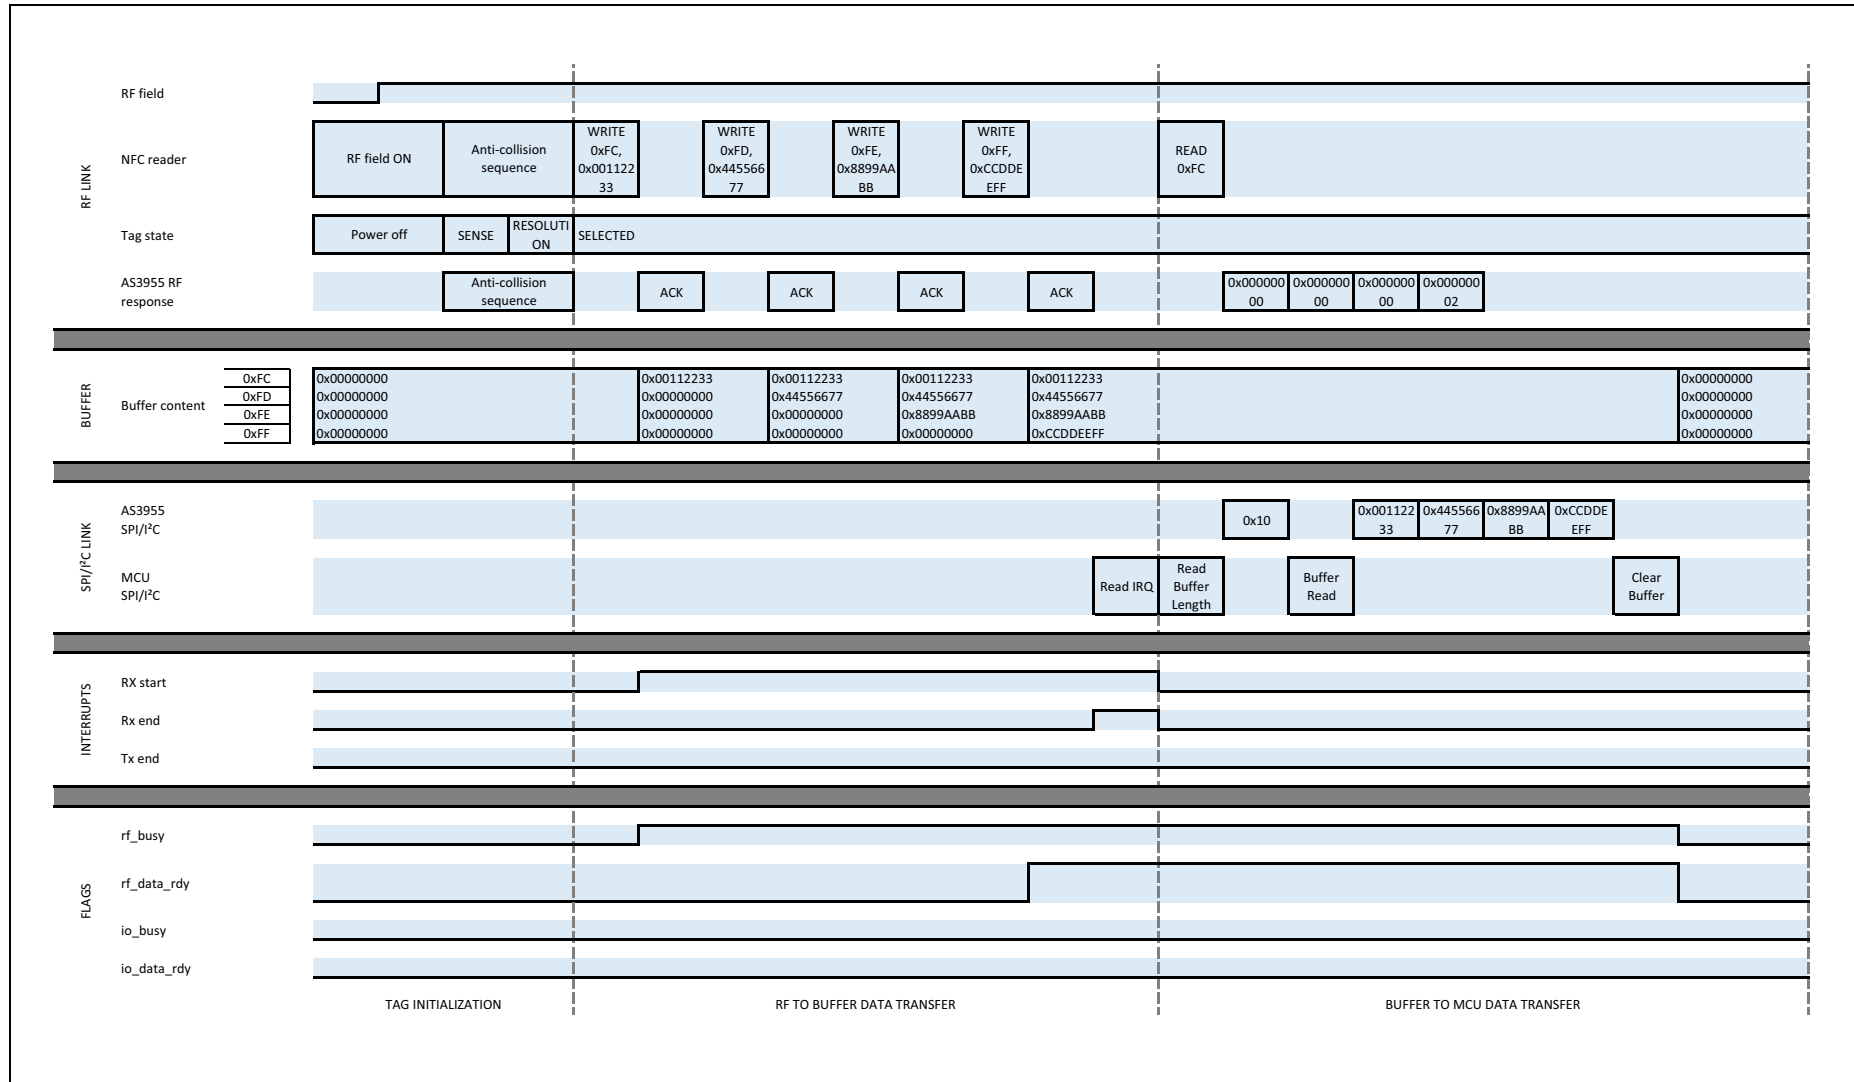 RF LINK
RF field
NFC reader
RF field ON
Anti-collision
sequence
WRITE
0xFC,
0x001122
33
WRITE
0xFD,
0x445566
77
WRITE
0xFE,
0x8899AA
BB
WRITE
0xFF,
0xCCDDE
EFF
READ
0xFC
Tag state
Power off
SENSE
RESOLUTI
ON
SELECTED
AS3955 RF
response
Anti-collision
sequence
ACK
ACK
ACK
ACK
0x000000
00
0x000000
00
0x000000
00
0x000000
02
BUFFER
Buffer content
0xFC
0xFD
0xFE
0xFF
0x00000000
0x00000000
0x00000000
0x00000000
0x00112233
0x00000000
0x00000000
0x00000000
0x00112233
0x44556677
0x00000000
0x00000000
0x00112233
0x44556677
0x8899AABB
0x00000000
0x00112233
0x44556677
0x8899AABB
0xCCDDEEFF
0x00000000
0x00000000
0x00000000
0x00000000
SPI/I²C LINK
AS3955
SPI/I²C
0x10
0x001122
33
0x445566
77
0x8899AA
BB
0xCCDDE
EFF
MCU
SPI/I²C
Read IRQ
Read
Buffer
Length
Buffer
Read
Clear
Buffer
INTERRUPTS
RX start
Rx end
Tx end
FLAGS
rf_busy
rf_data_rdy
io_busy
io_data_rdy
TAG INITIALIZATION
RF TO BUFFER DATA TRANSFER
BUFFER TO MCU DATA TRANSFER